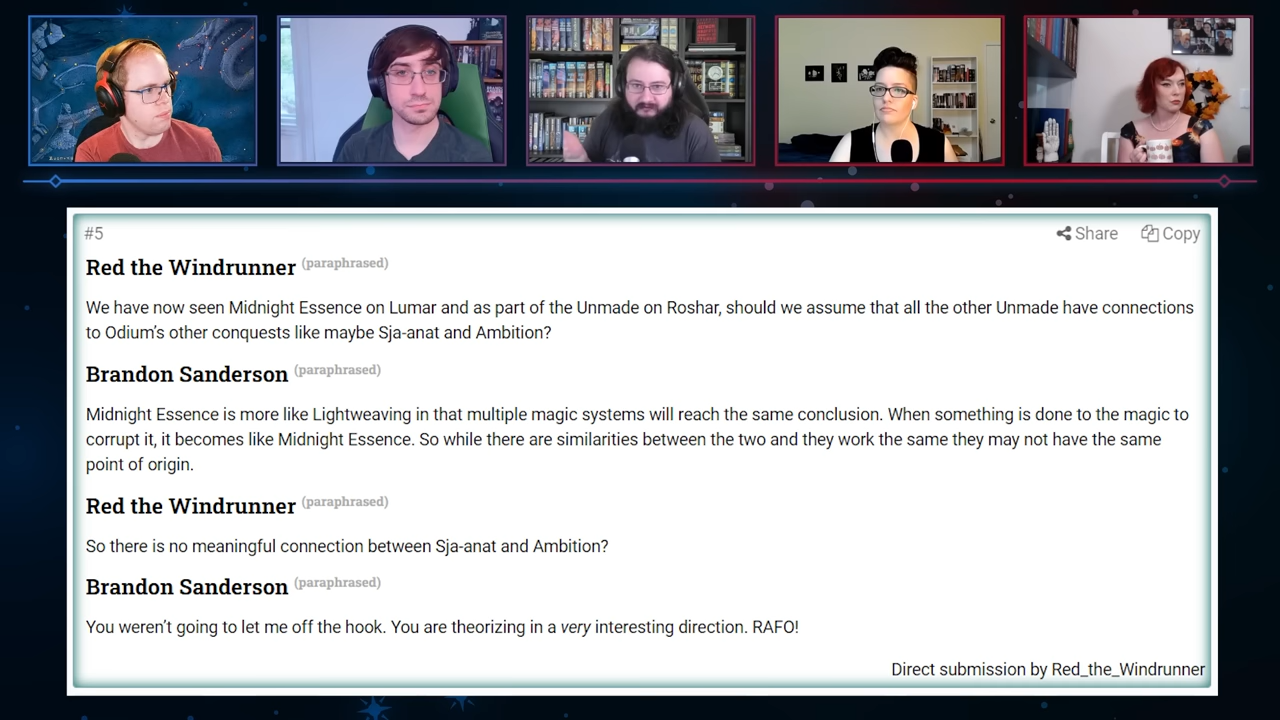 #5
Share
Copy
Red the Windrunner (paraphrased)
We have now seen Midnight Essence on Lumar and as part of the Unmade on Roshar, should we assume that all the other Unmade have connections
to Odium's other conquests like maybe Sja-anat and Ambition?
Brandon Sanderson (paraphrased)
Midnight Essence is more like Lightweaving in that multiple magic systems will reach the same conclusion. When something is done to the magic to
corrupt it, it becomes like Midnight Essence. So while there are similarities between the two and they work the same they may not have the same
point of origin.
Red the Windrunner (paraphrased)
So there is no meaningful connection between Sja-anat and Ambition?
Brandon Sanderson (paraphrased)
You weren't going to let me off the hook. You are theorizing in a very interesting direction. RAFO!
Direct submission by Red_the_Windrunner